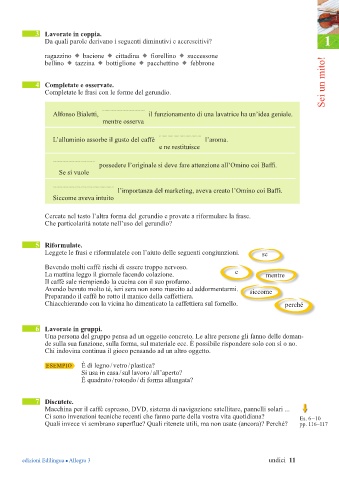 3 Lavorate in coppia.
Da quali parole derivano i seguenti diminutivi e accrescitivi?
ragazzino ◆ bacione ◆ cittadina ◆ fiorellino ◆ successone
bellino ◆ tazzina ◆ bottiglione ◆ pacchettino ◆ febbrone
1
Sei un mito!
4 Completate e osservate.
Completate le frasi con le forme del gerundio.
Alfonso Bialetti, .................... il funzionamento di una lavatrice ha un'idea geniale.
mentre osserva
L'alluminio assorbe il gusto del caffè .................... l'aroma.
e ne restituisce
.................... possedere l'originale si deve fare attenzione all'Omino coi Baffi.
Se si vuole
.................... l'importanza del marketing, aveva creato l'Omino coi Baffi.
Siccome aveva intuito
Cercate nel testo l'altra forma del gerundio e provate a riformulare la frase.
Che particolarità notate nell'uso del gerundio?
5 Riformulate.
Leggete le frasi e riformulatele con l'aiuto delle seguenti congiunzioni.
se
Bevendo molti caffè rischi di essere troppo nervoso.
La mattina leggo il giornale facendo colazione.
e
mentre
Il caffè sale riempiendo la cucina con il suo profumo.
Avendo bevuto molto tè, ieri sera non sono riuscito ad addormentarmi.
siccome
Preparando il caffè ho rotto il manico della caffettiera.
Chiacchierando con la vicina ho dimenticato la caffettiera sul fornello.
perché
6 Lavorate in gruppi.
Una persona del gruppo pensa ad un oggetto concreto. Le altre persone gli fanno delle doman-
de sulla sua funzione, sulla forma, sul materiale ecc. È possibile rispondere solo con sì o no.
Chi indovina continua il gioco pensando ad un altro oggetto.
ESEMPIO È di legno / vetro / plastica?
Si usa in casa / sul lavoro / all'aperto?
È quadrato / rotondo / di forma allungata?
7 Discutete.
Macchina per il caffè espresso, DVD, sistema di navigazione satellitare, pannelli solari ...
Ci sono invenzioni tecniche recenti che fanno parte della vostra vita quotidiana?
Quali invece vi sembrano superflue? Quali ritenete utili, ma non usate (ancora)? Perché?
Es. 6–10
pp. 116–117
edizioni Edilingua • Allegro 3
undici 11